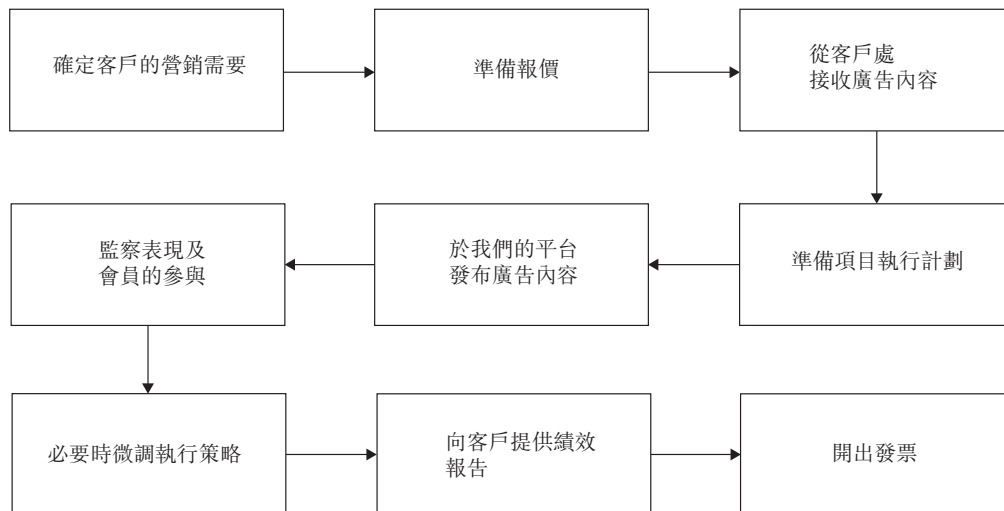 確定客戶的營銷需要
準備報價
從客戶處
接收廣告內容
準備項目執行計劃
於我們的平台
發布廣告內容
監察表現及
會員的參與
必要時微調執行策略
向客戶提供績效
報告
開出發票